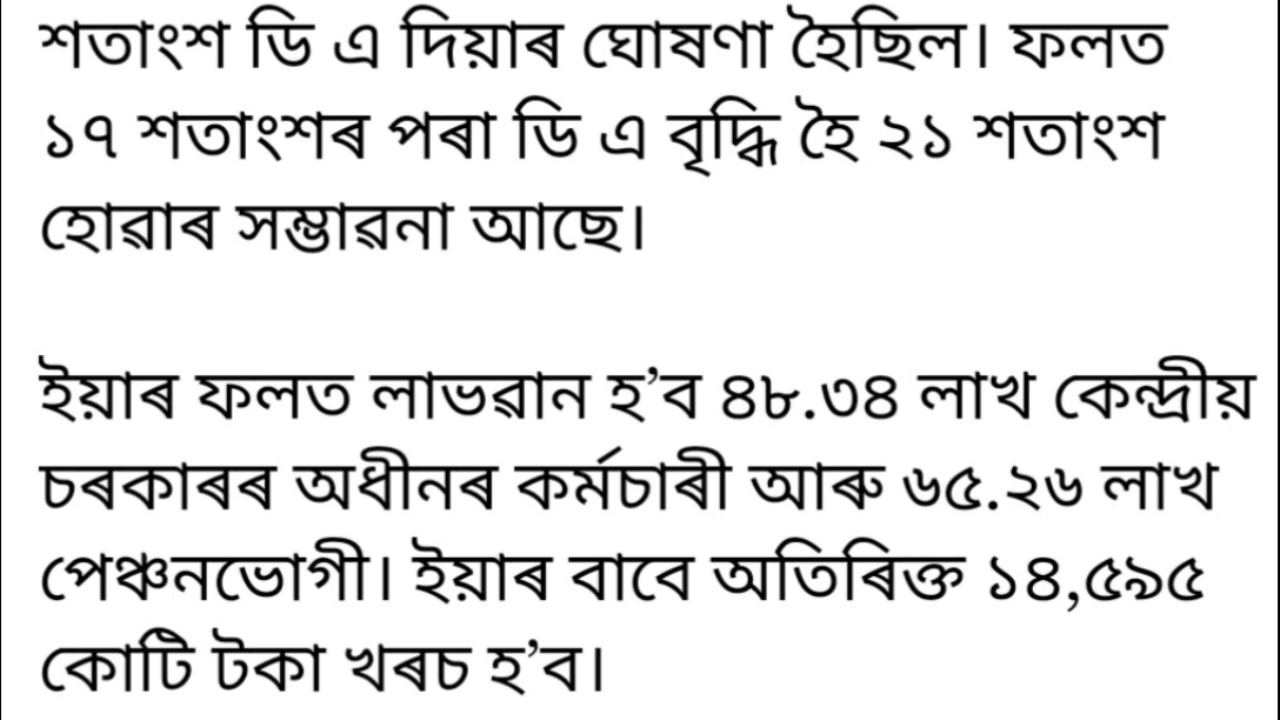 শতাংশ ডি এ দিয়াৰ ঘোষণা হৈছিল। ফলত
১৭ শতাংশৰ পৰা ডি এ বৃদ্ধি হৈ ২১ শতাংশ
হোৱাৰ সম্ভাৱনা আছে।
ইয়াৰ ফলত লাভৱান হ’ব ৪৮.৩৪ লাখ কেন্দ্ৰীয়
চৰকাৰৰ অধীনৰ কৰ্মচাৰী আৰু ৬৫.২৬ লাখ
পেঞ্চনভোগী। ইয়াৰ বাবে অতিৰিক্ত ১৪,৫৯৫
কোটি টকা খৰচ হ’ব।